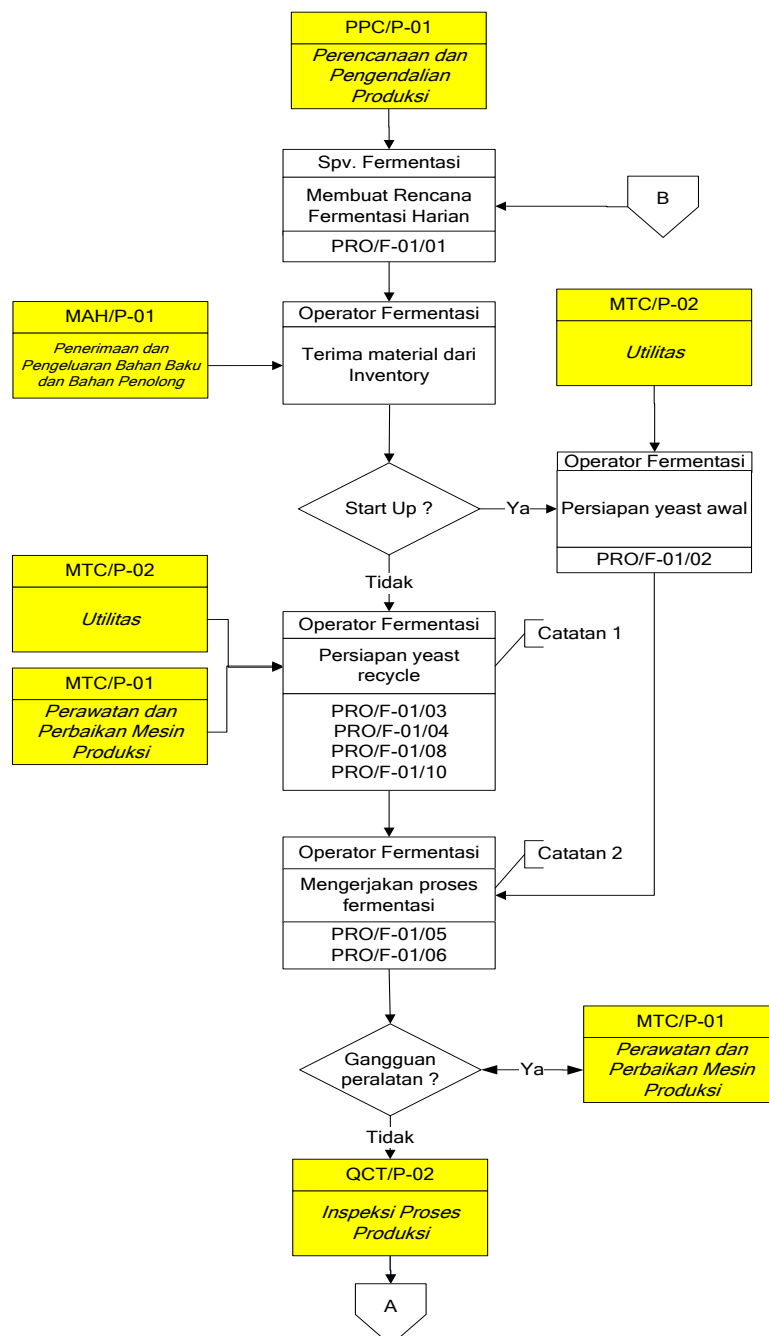 PPC/P-01
Perencanaan dan
Pengendalian
Produksi
Spv. Fermentasi
Membuat Rencana
Fermentasi Harian
PRO/F-01/01
B
MAH/P-01
Penerimaan dan
Pengeluaran Bahan Baku
dan Bahan Penolong
Operator Fermentasi
Terima material dari
Inventory
MTC/P-02
Utilitas
Start Up ?
Ya
Operator Fermentasi
Persiapan yeast awal
PRO/F-01/02
Tidak
MTC/P-02
Utilitas
MTC/P-01
Perawatan dan
Perbaikan Mesin
Produksi
Operator Fermentasi
Persiapan yeast
recycle
PRO/F-01/03
PRO/F-01/04
PRO/F-01/08
PRO/F-01/10
Catatan 1
Operator Fermentasi
Mengerjakan proses
fermentasi
PRO/F-01/05
PRO/F-01/06
Catatan 2
Gangguan
peralatan ?
Ya
MTC/P-01
Perawatan dan
Perbaikan Mesin
Produksi
Tidak
QCT/P-02
Inspeksi Proses
Produksi
A